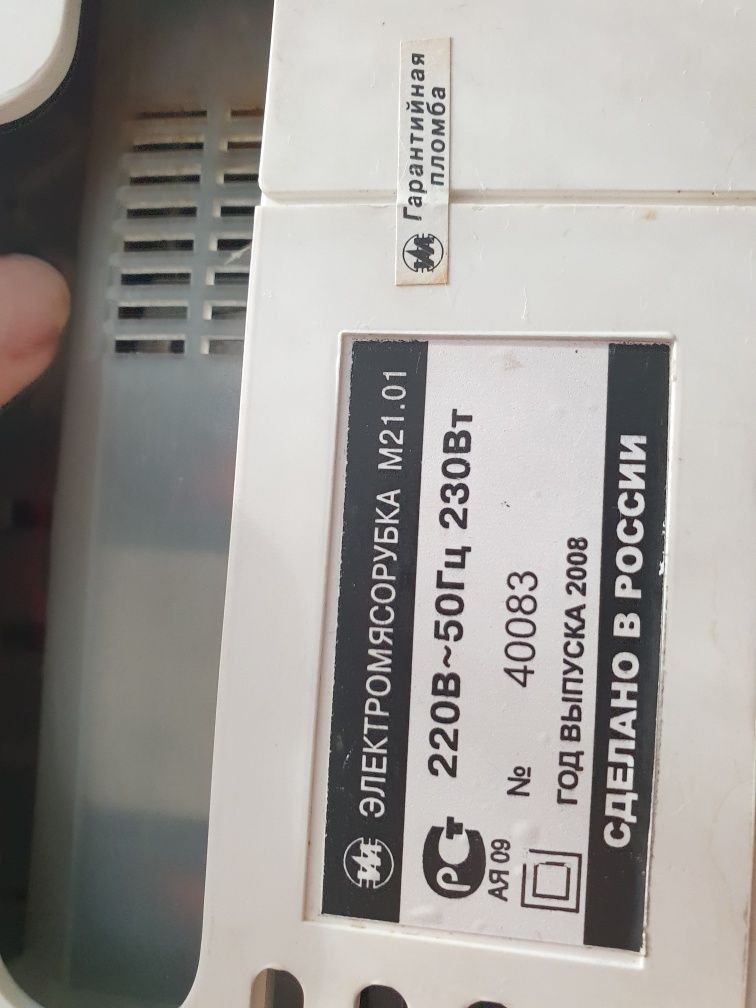 Гарантийная
пломба
ЭЛЕКТРОМЯСОРУБКА М21.01
220В~50Гц 230Вт
АЯ 09
№ 40083
ГОД ВЫПУСКА 2008
СДЕЛАНО В РОССИИ